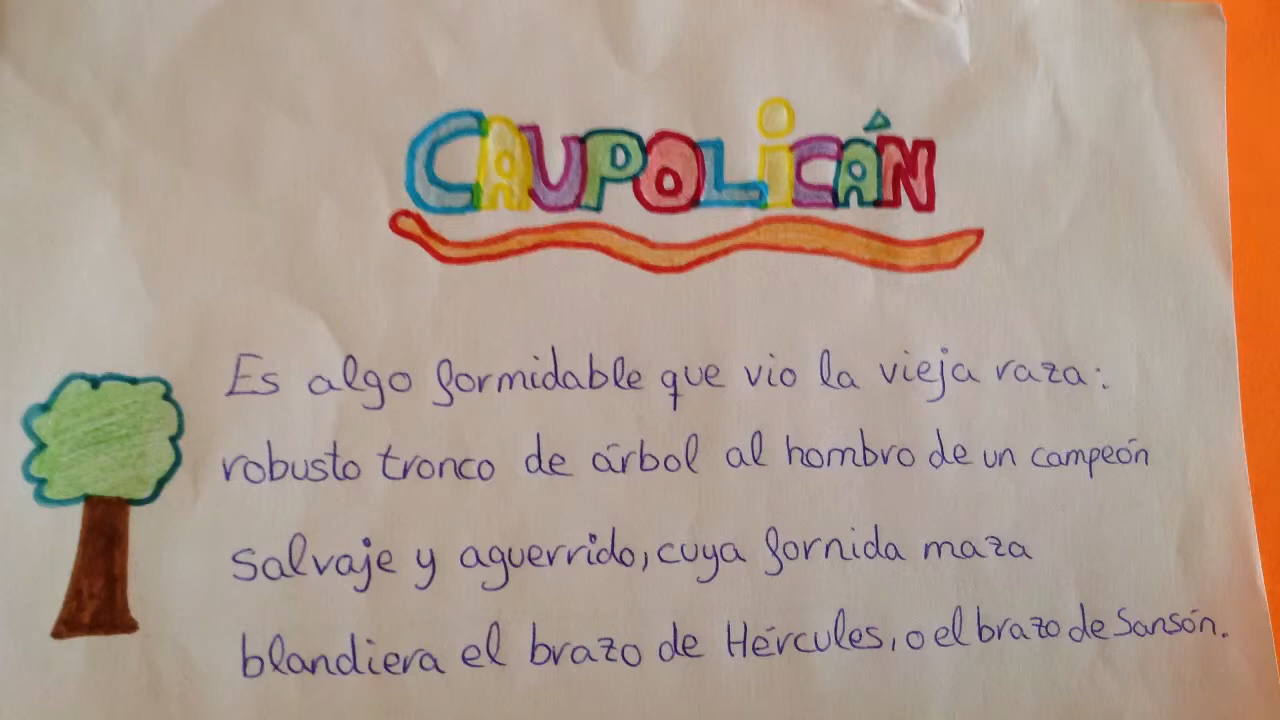 CAUPOLiCÁN
Es algo formidable que vio la vieja raza:
robusto tronco de árbol al hombro de un campeón
salvaje y aguerrido, cuya fornida maza
blandiera el brazo de Hércules, o el brazo de Sansón.